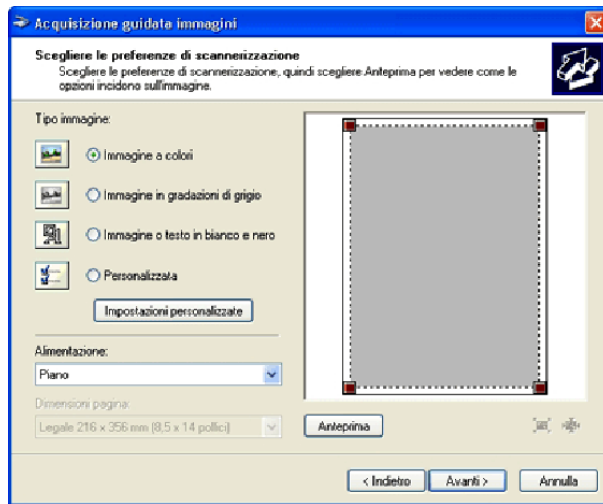 Acquisizione guidata immagini
Scegliere le preferenze di scannerizzazione
Scegliere le preferenze di scannerizzazione, quindi scegliere Anteprima per vedere come le
opzioni incidono sull'immagine.
Tipo immagine:
Immagine a colori
Immagine in gradazioni di grigio
Immagine o testo in bianco e nero
Personalizzata
Impostazioni personalizzate
Alimentazione:
Piano
Dimensioni pagina:
Legale 216 x 356 mm (8,5 x 14 pollici)
Anteprima
< Indietro
Avanti >
Annulla